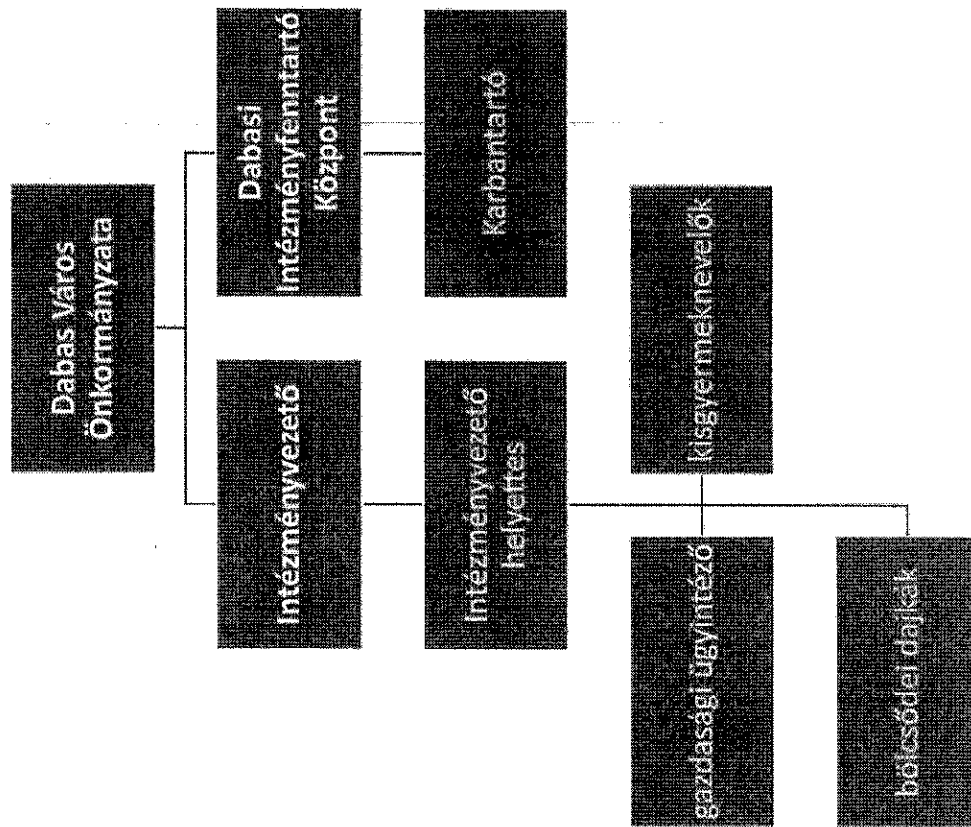 Dabas Város
Önkormányzata
Intézményvezető
Dabasi
Intézményfenntartó
Központ
Intézményvezető
helyettes
Karbantartó
gazdasági ügyintéző
kisgyermeknevelők
bölcsődei dajkák